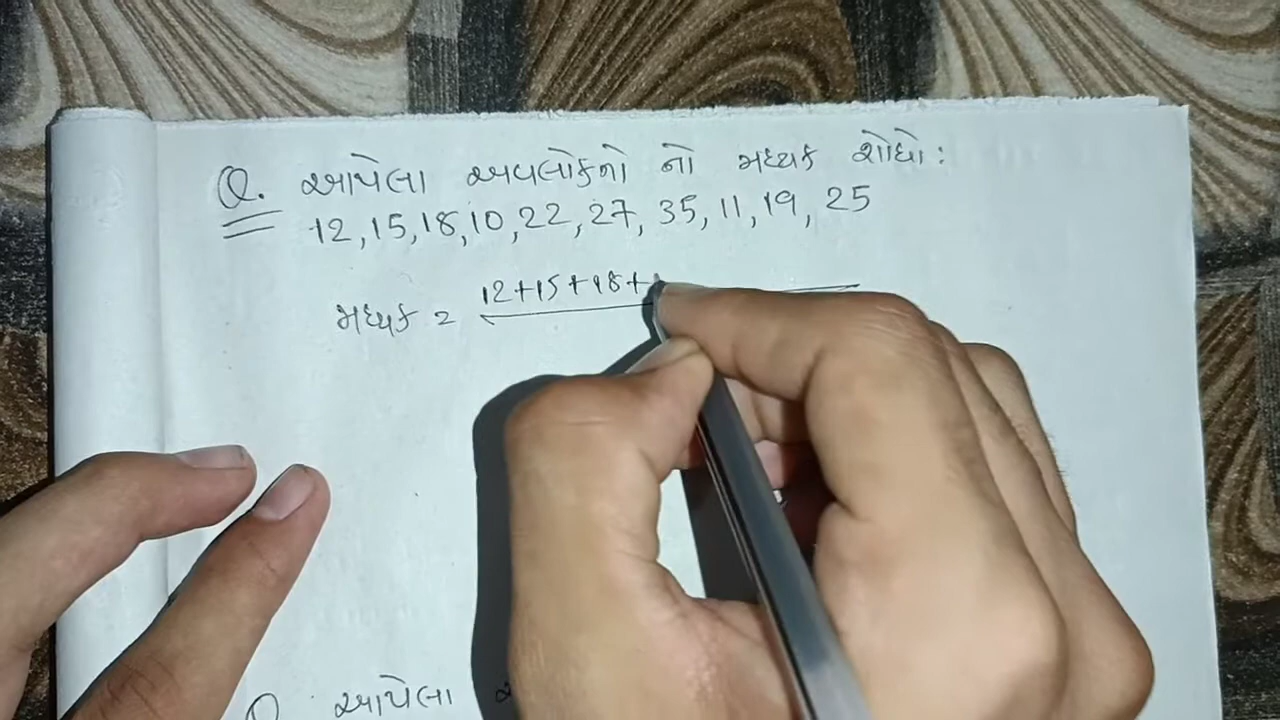 Q. આપેલા અવલોકનો નો મધ્યક શોધો:
12, 15, 18, 10, 22, 27, 35, 11, 19, 25
મધ્યક = 12+15+18+
Q. આપેલા